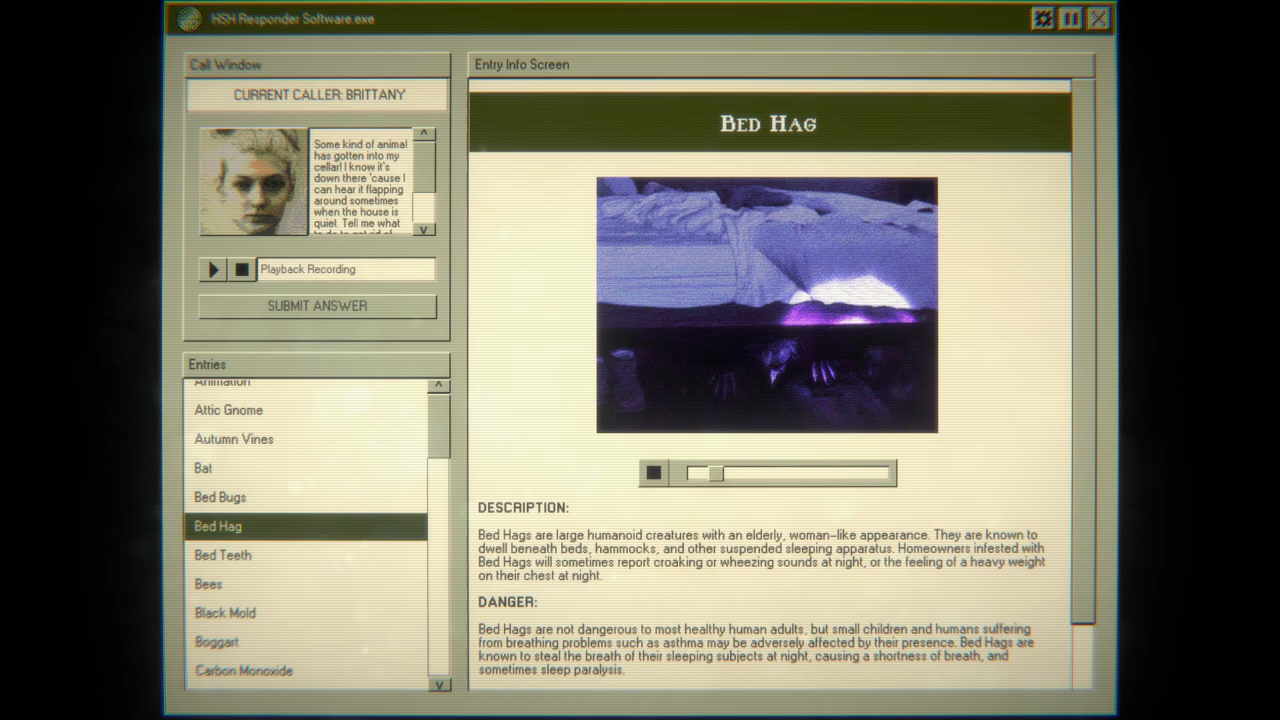 HSH Responder Software.exe
Call Window
CURRENT CALLER: BRITTANY
Some kind of animal
has gotten into my
cellar! I know it's
down there 'cause I
can hear it flapping
around sometimes
when the house is
quiet. Tell me what
to do to get rid of
Playback Recording
SUBMIT ANSWER
Entries
Animation
Attic Gnome
Autumn Vines
Bat
Bed Bugs
Bed Hag
Bed Teeth
Bees
Black Mold
Boggart
Carbon Monoxide
Entry Info Screen
Bed Hag
DESCRIPTION:
Bed Hags are large humanoid creatures with an elderly, woman-like appearance. They are known to
dwell beneath beds, hammocks, and other suspended sleeping apparatus. Homeowners infested with
Bed Hags will sometimes report croaking or wheezing sounds at night, or the feeling of a heavy weight
on their chest at night.
DANGER:
Bed Hags are not dangerous to most healthy human adults, but small children and humans suffering
from breathing problems such as asthma may be adversely affected by their presence. Bed Hags are
known to steal the breath of their sleeping subjects at night, causing a shortness of breath, and
sometimes sleep paralysis.